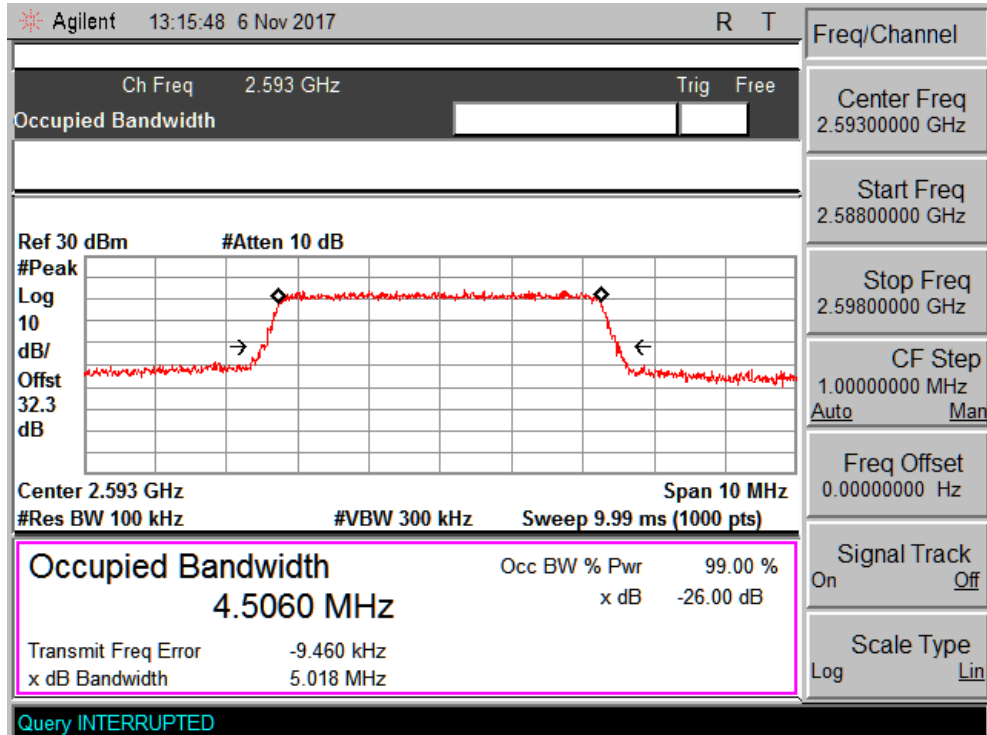 Agilent 13:15:48 6 Nov 2017 R T
Freq/Channel
Ch Freq 2.593 GHz Trig Free
Occupied Bandwidth
Center Freq
2.59300000 GHz
Start Freq
2.58800000 GHz
Stop Freq
2.59800000 GHz
CF Step
1.00000000 MHz
Auto Man
Freq Offset
0.00000000 Hz
Signal Track
On Off
Scale Type
Log Lin
Ref 30 dBm #Atten 10 dB
#Peak
Log
10
dB/
Offst
32.3
dB
Center 2.593 GHz Span 10 MHz
#Res BW 100 kHz #VBW 300 kHz Sweep 9.99 ms (1000 pts)
Occupied Bandwidth Occ BW % Pwr 99.00 %
4.5060 MHz x dB -26.00 dB
Transmit Freq Error -9.460 kHz
x dB Bandwidth 5.018 MHz
Query INTERRUPTED